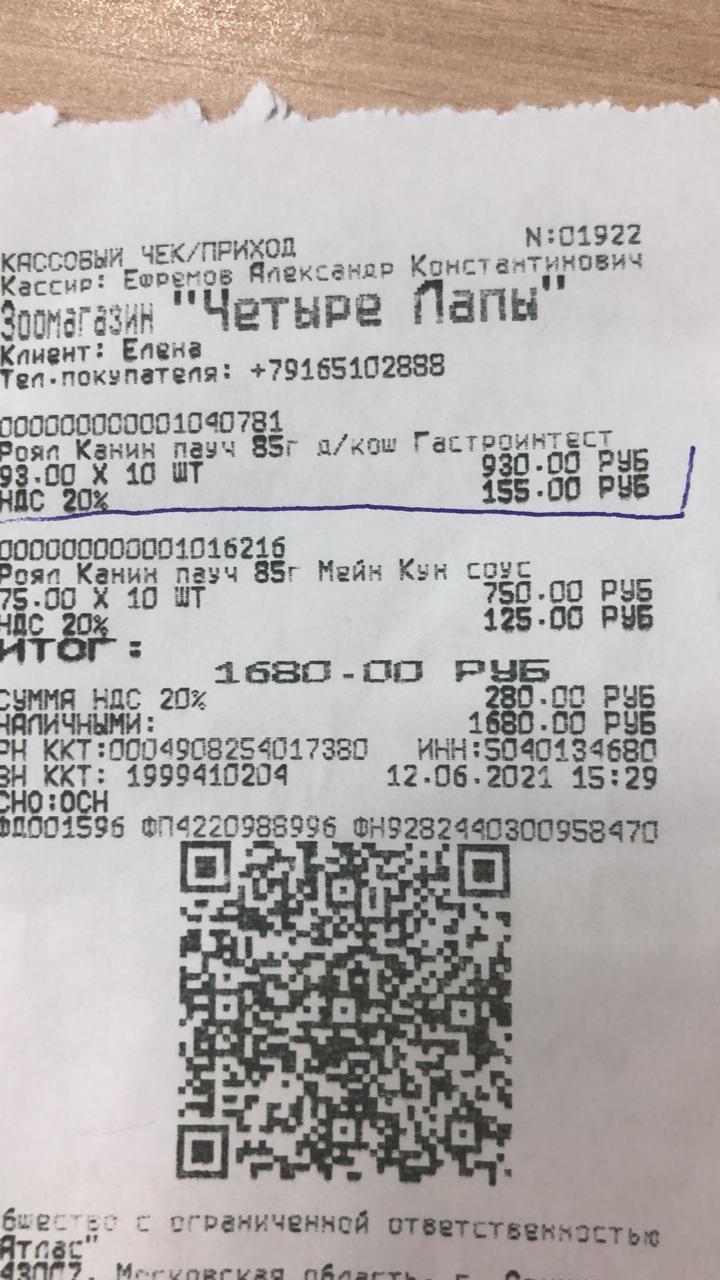 N:01922
КАССОВЫЙ ЧЕК/ПРИХОД
Кассир: Ефремов Александр Константинович
Зоомагазин "Четыре Лапы"
Клиент: Елена
Тел.покупателя: +79165102888
000000000001040781
Роял Канин пауч 85г д/кош Гастроинтест
93.00 X 10 ШТ 930.00 РУБ
НДС 20% 155.00 РУБ
000000000001016216
Роял Канин пауч 85г Мейн Кун соус
75.00 X 10 ШТ 750.00 РУБ
НДС 20% 125.00 РУБ
ИТОГ:
1680.00 РУБ
СУММА НДС 20% 280.00 РУБ
НАЛИЧНЫМИ: 1680.00 РУБ
РН ККТ:0004908254017380 ИНН:5040134680
ЗН ККТ: 1999410204 12.06.2021 15:29
СНО:ОСН
ФД001596 ФП4220988996 ФН9282440300958470
бщество с ограниченной ответственностью
Атлас"
43007, Московская область, г.